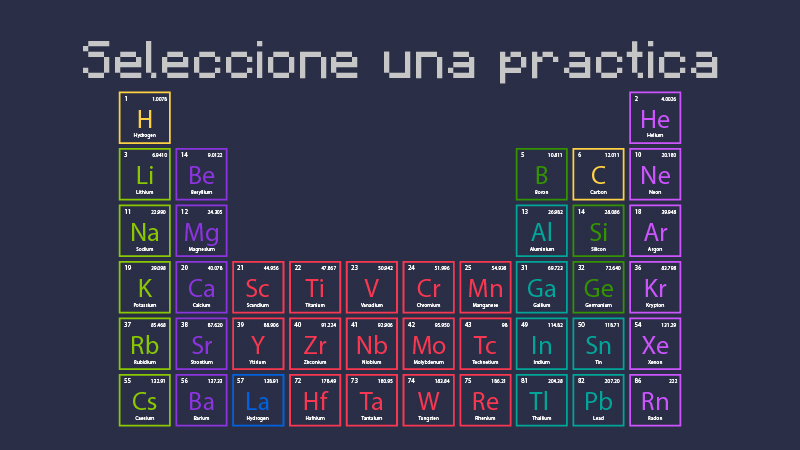 Seleccione una practica
1 1.0076 2 4.0026
H He
Hydrogen Helium
3 6.9410 14 9.0122 5 10.811 6 12.011 10 20.180
Li Be B C Ne
Lithium Beryllium Boron Carbon Neon
11 22.990 12 24.305 13 26.982 14 28.086 18 39.948
Na Mg Al Si Ar
Sodium Magnesium Aluminium Silicon Argon
19 39.098 20 40.078 21 44.956 22 47.867 23 50.942 24 51.996 25 54.938 31 69.723 32 72.640 36 83.798
K Ca Sc Ti V Cr Mn Ga Ge Kr
Potassium Calcium Scandium Titanium Vanadium Chromium Manganese Gallium Germanium Krypton
37 85.468 38 87.620 39 88.906 40 91.224 41 92.906 42 95.950 43 98 49 114.82 50 118.71 54 131.29
Rb Sr Y Zr Nb Mo Tc In Sn Xe
Rubidium Strontium Yttrium Zirconium Niobium Molybdenum Technetium Indium Tin Xenon
55 132.91 56 137.33 57 138.91 72 178.49 73 180.95 74 183.84 75 186.21 81 204.38 82 207.20 86 222
Cs Ba La Hf Ta W Re Tl Pb Rn
Caesium Barium Hydrogen Hafnium Tantalum Tungsten Rhenium Thallium Lead Radon